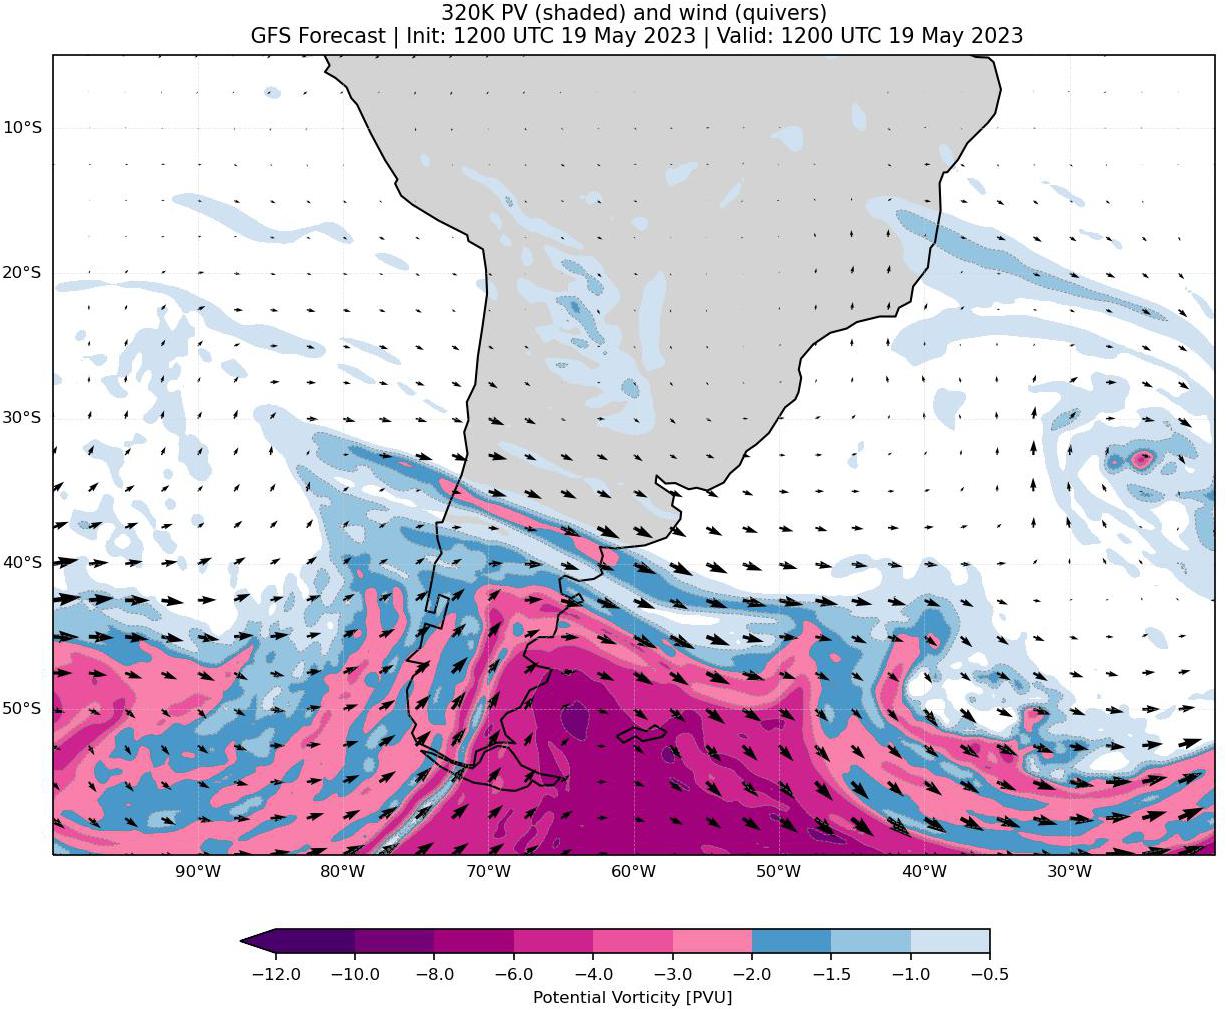 320K PV (shaded) and wind (quivers)
GFS Forecast | Init: 1200 UTC 19 May 2023 | Valid: 1200 UTC 19 May 2023
10°S
20°S
30°S
40°S
50°S
90°W 80°W 70°W 60°W 50°W 40°W 30°W
−12.0 −10.0 −8.0 −6.0 −4.0 −3.0 −2.0 −1.5 −1.0 −0.5
Potential Vorticity [PVU]